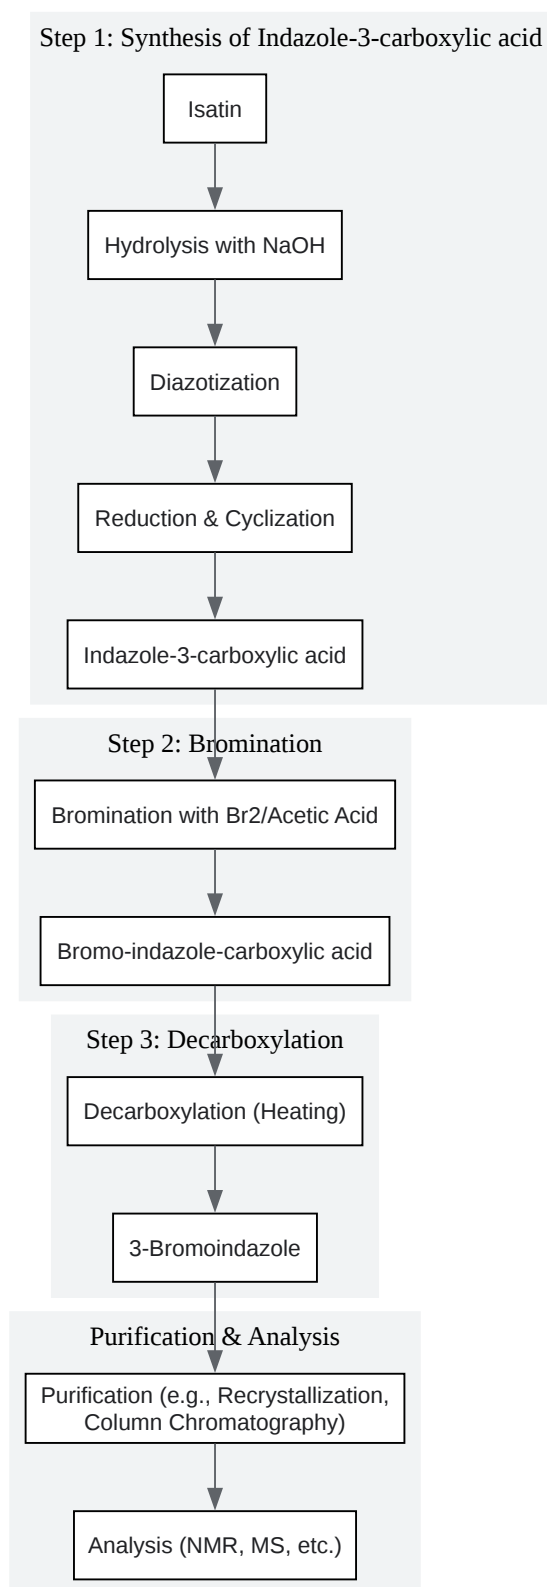 Step 1: Synthesis of Indazole-3-carboxylic acid
Isatin
Hydrolysis with NaOH
Diazotization
Reduction & Cyclization
Indazole-3-carboxylic acid
Step 2: Bromination
Bromination with Br2/Acetic Acid
Bromo-indazole-carboxylic acid
Step 3: Decarboxylation
Decarboxylation (Heating)
3-Bromoindazole
Purification & Analysis
Purification (e.g., Recrystallization,
Column Chromatography)
Analysis (NMR, MS, etc.)